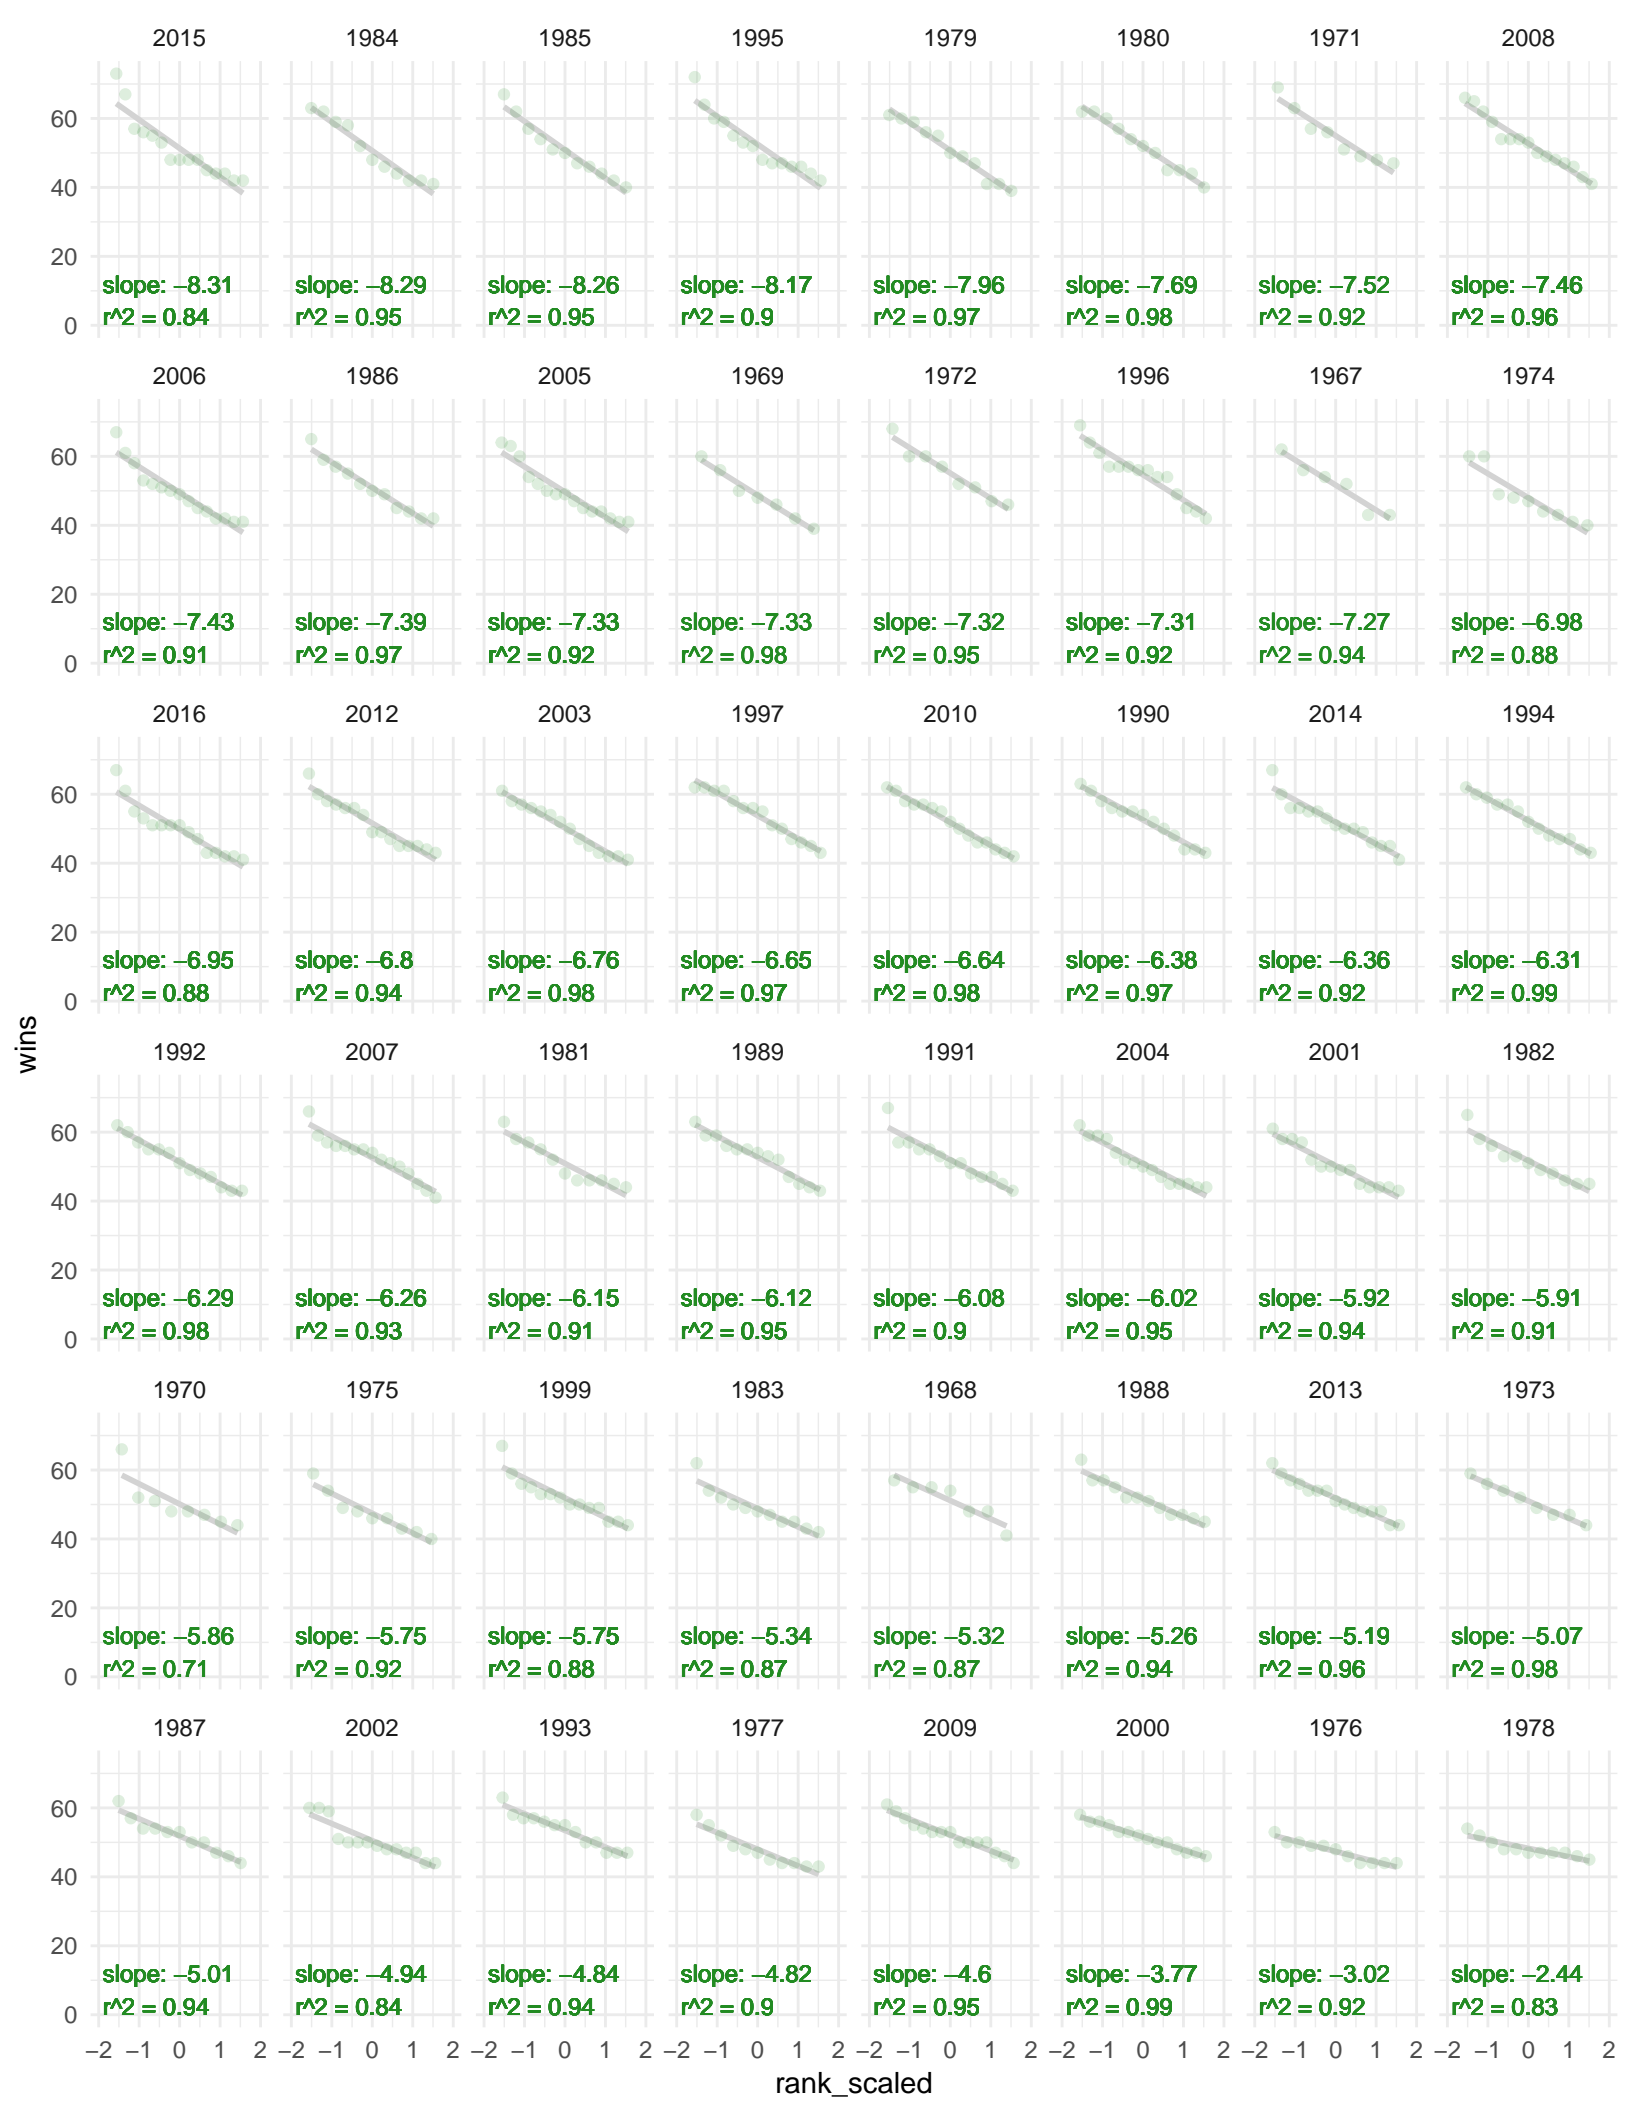 2015 1984 1985 1995 1979 1980 1971 2008
60
40
20
slope: −8.31 slope: −8.29 slope: −8.26 slope: −8.17 slope: −7.96 slope: −7.69 slope: −7.52 slope: −7.46
0 r^2 = 0.84 r^2 = 0.95 r^2 = 0.95 r^2 = 0.9 r^2 = 0.97 r^2 = 0.98 r^2 = 0.92 r^2 = 0.96
2006 1986 2005 1969 1972 1996 1967 1974
60
40
20
slope: −7.43 slope: −7.39 slope: −7.33 slope: −7.33 slope: −7.32 slope: −7.31 slope: −7.27 slope: −6.98
0 r^2 = 0.91 r^2 = 0.97 r^2 = 0.92 r^2 = 0.98 r^2 = 0.95 r^2 = 0.92 r^2 = 0.94 r^2 = 0.88
2016 2012 2003 1997 2010 1990 2014 1994
60
40
20
slope: −6.95 slope: −6.8 slope: −6.76 slope: −6.65 slope: −6.64 slope: −6.38 slope: −6.36 slope: −6.31
0 r^2 = 0.88 r^2 = 0.94 r^2 = 0.98 r^2 = 0.97 r^2 = 0.98 r^2 = 0.97 r^2 = 0.92 r^2 = 0.99
wins
1992 2007 1981 1989 1991 2004 2001 1982
60
40
20
slope: −6.29 slope: −6.26 slope: −6.15 slope: −6.12 slope: −6.08 slope: −6.02 slope: −5.92 slope: −5.91
0 r^2 = 0.98 r^2 = 0.93 r^2 = 0.91 r^2 = 0.95 r^2 = 0.9 r^2 = 0.95 r^2 = 0.94 r^2 = 0.91
1970 1975 1999 1983 1968 1988 2013 1973
60
40
20
slope: −5.86 slope: −5.75 slope: −5.75 slope: −5.34 slope: −5.32 slope: −5.26 slope: −5.19 slope: −5.07
0 r^2 = 0.71 r^2 = 0.92 r^2 = 0.88 r^2 = 0.87 r^2 = 0.87 r^2 = 0.94 r^2 = 0.96 r^2 = 0.98
1987 2002 1993 1977 2009 2000 1976 1978
60
40
20
slope: −5.01 slope: −4.94 slope: −4.84 slope: −4.82 slope: −4.6 slope: −3.77 slope: −3.02 slope: −2.44
0 r^2 = 0.94 r^2 = 0.84 r^2 = 0.94 r^2 = 0.9 r^2 = 0.95 r^2 = 0.99 r^2 = 0.92 r^2 = 0.83
−2 −1 0 1 2 −2 −1 0 1 2 −2 −1 0 1 2 −2 −1 0 1 2 −2 −1 0 1 2 −2 −1 0 1 2 −2 −1 0 1 2 −2 −1 0 1 2
rank_scaled